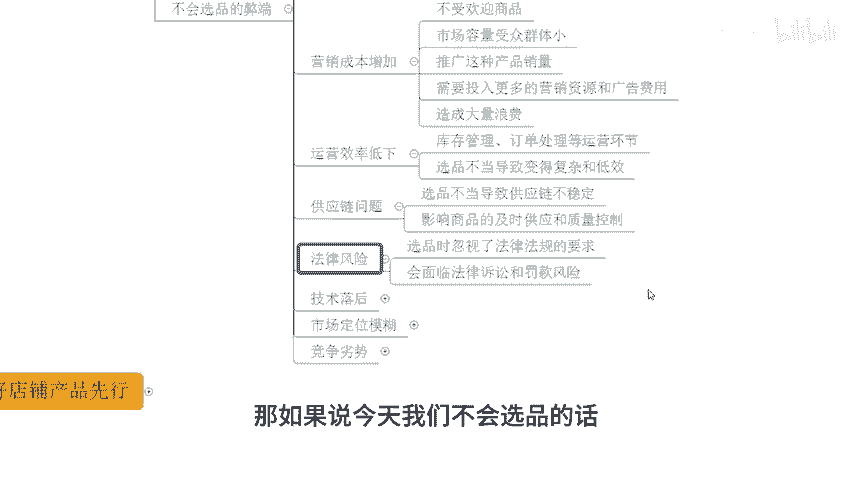 不会选品的弊端
营销成本增加
不受欢迎商品
市场容量受众群体小
推广这种产品销量
需要投入更多的营销资源和广告费用
造成大量浪费
运营效率低下
库存管理、订单处理等运营环节
选品不当导致变得复杂和低效
供应链问题
选品不当导致供应链不稳定
影响商品的及时供应和质量控制
法律风险
选品时忽视了法律法规的要求
会面临法律诉讼和罚款风险
技术落后
市场定位模糊
竞争劣势
店铺产品先行
那如果说今天我们不会选品的话
bilibili